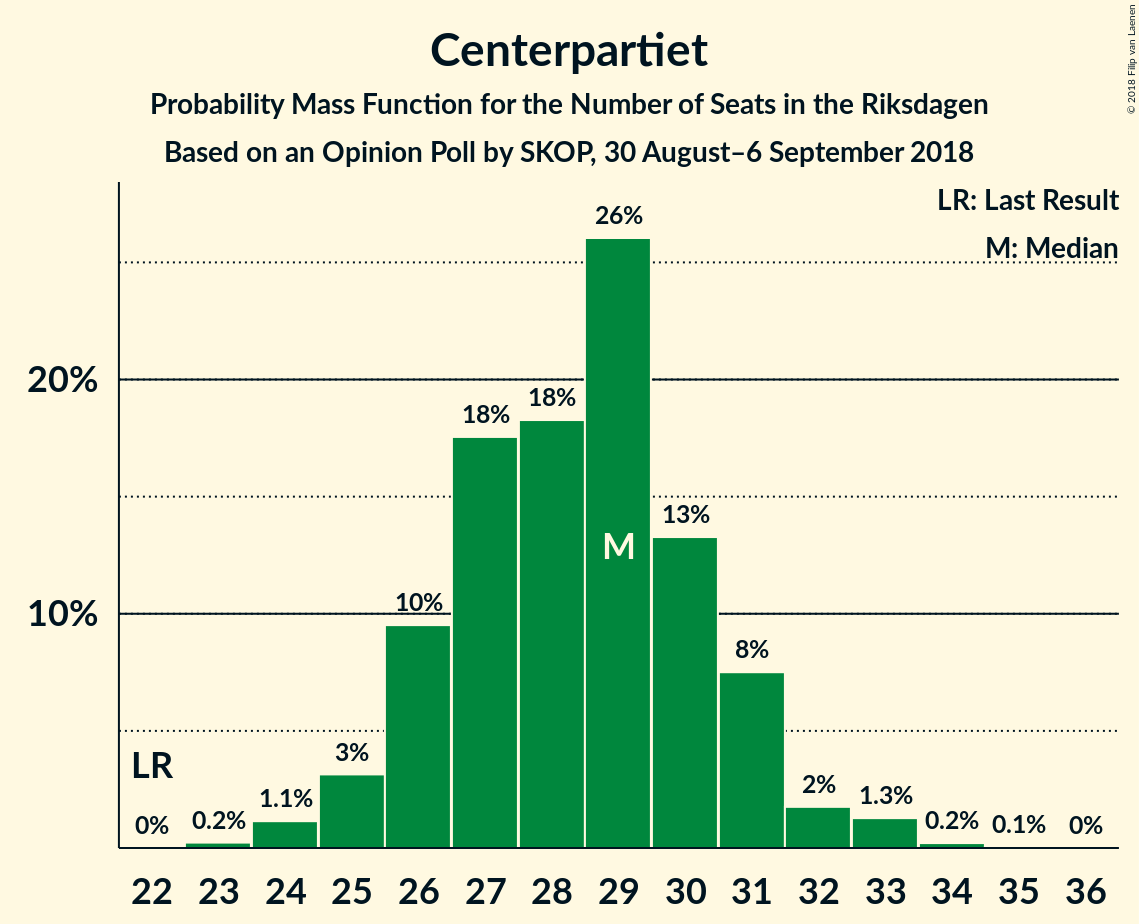 Centerpartiet
Probability Mass Function for the Number of Seats in the Riksdagen
Based on an Opinion Poll by SKOP, 30 August–6 September 2018
© 2018 Filip van Laenen
LR: Last Result
M: Median
20%
10%
LR
0%
0.2%
1.1%
3%
10%
18%
18%
26%
M
13%
8%
2%
1.3%
0.2%
0.1%
0%
22 23 24 25 26 27 28 29 30 31 32 33 34 35 36